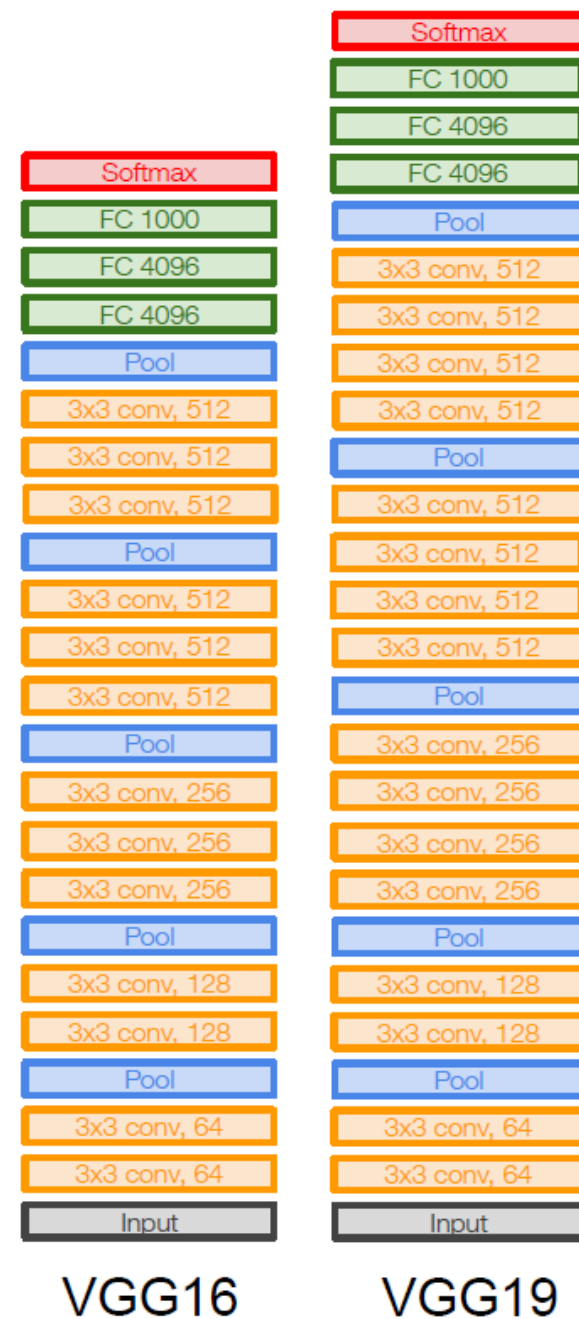 Softmax
FC 1000
FC 4096
FC 4096
Pool
3x3 conv, 512
3x3 conv, 512
3x3 conv, 512
Pool
3x3 conv, 512
3x3 conv, 512
3x3 conv, 512
Pool
3x3 conv, 256
3x3 conv, 256
3x3 conv, 256
Pool
3x3 conv, 128
3x3 conv, 128
Pool
3x3 conv, 64
3x3 conv, 64
Input
VGG16
Softmax
FC 1000
FC 4096
FC 4096
Pool
3x3 conv, 512
3x3 conv, 512
3x3 conv, 512
3x3 conv, 512
Pool
3x3 conv, 512
3x3 conv, 512
3x3 conv, 512
3x3 conv, 512
Pool
3x3 conv, 256
3x3 conv, 256
3x3 conv, 256
3x3 conv, 256
Pool
3x3 conv, 128
3x3 conv, 128
Pool
3x3 conv, 64
3x3 conv, 64
Input
VGG19